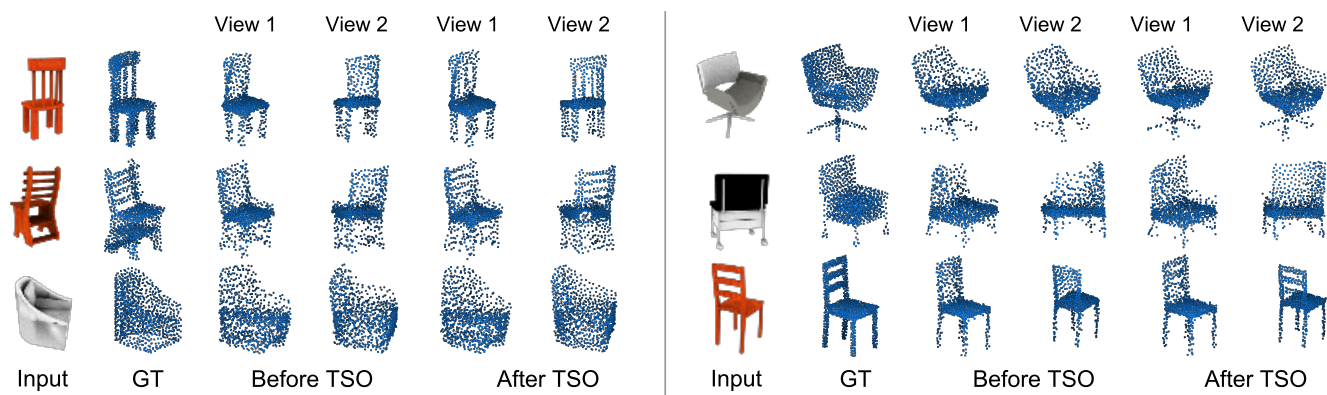 View 1 View 2 View 1 View 2 View 1 View 2 View 1 View 2
Input GT Before TSO After TSO Input GT Before TSO After TSO